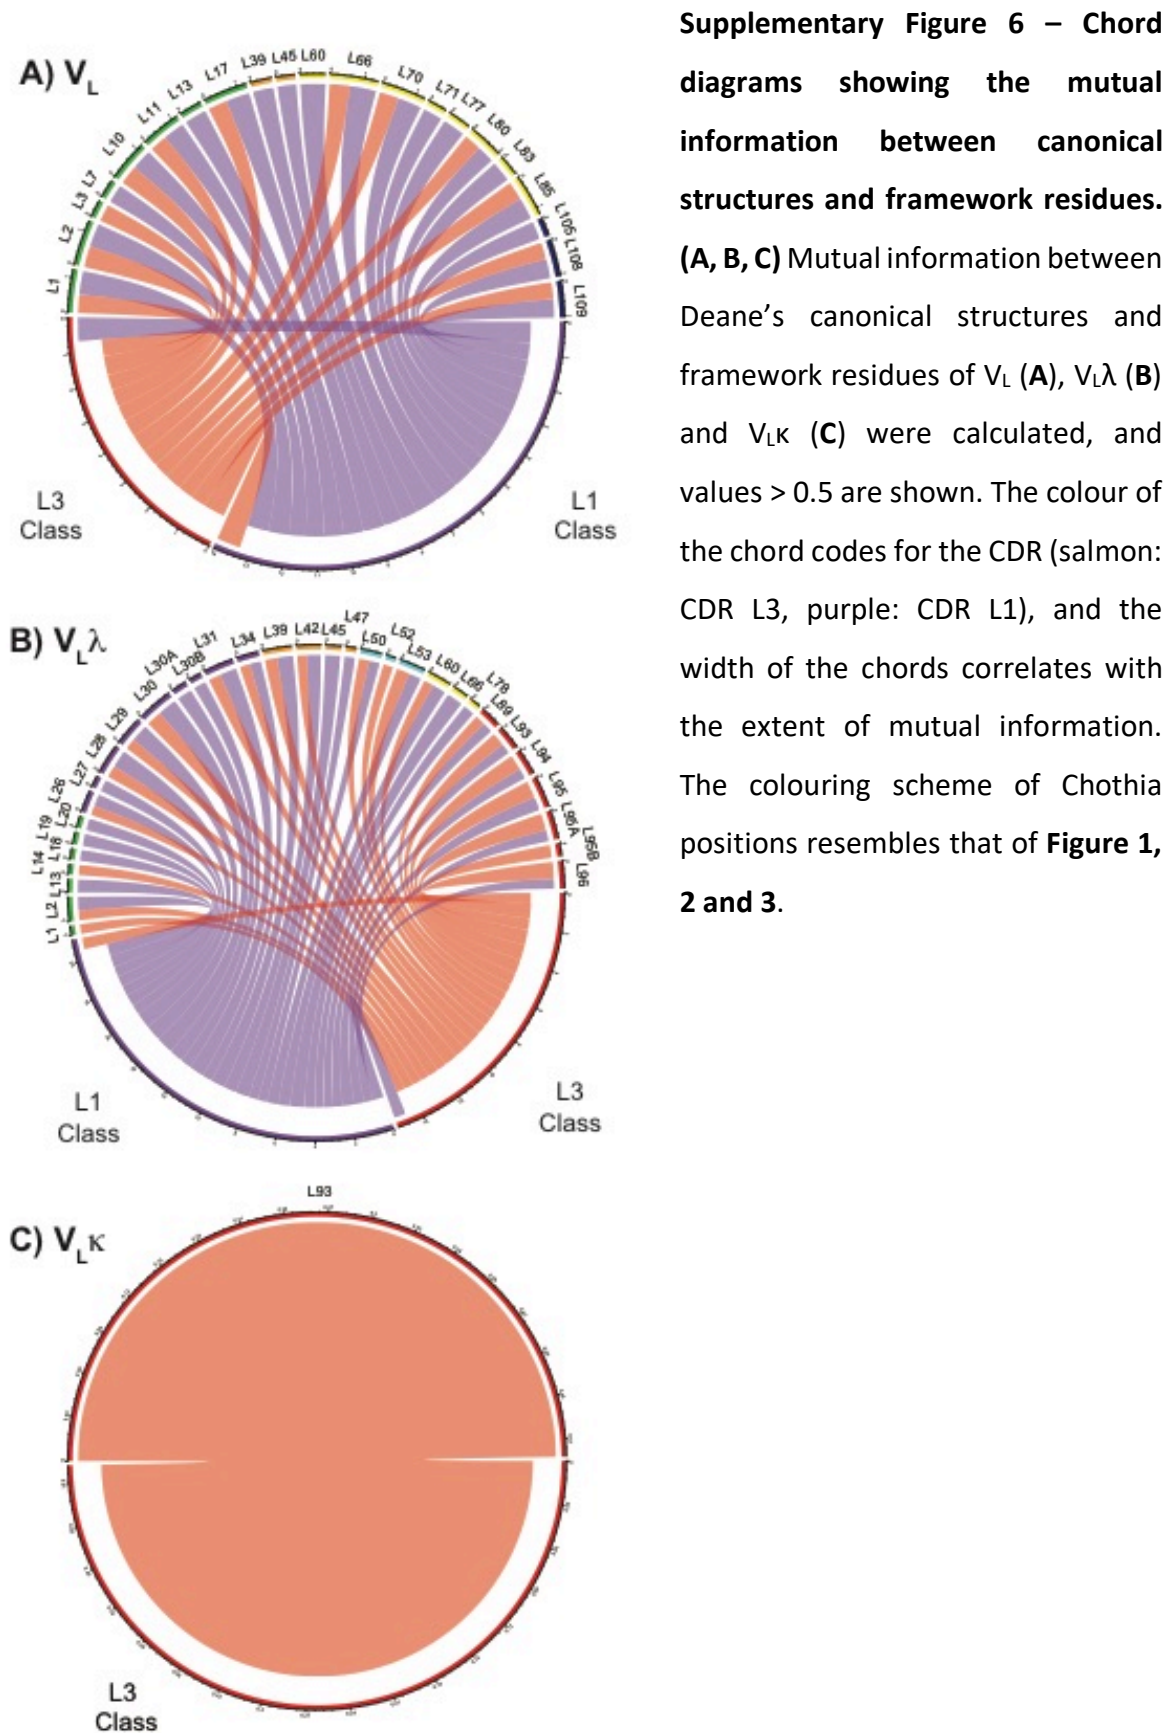 Supplementary Figure 6 – Chord
diagrams showing the mutual
information between canonical
structures and framework residues.
(A, B, C) Mutual information between
Deane’s canonical structures and
framework residues of VL (A), VLλ (B)
and VLκ (C) were calculated, and
values > 0.5 are shown. The colour of
the chord codes for the CDR (salmon:
CDR L3, purple: CDR L1), and the
width of the chords correlates with
the extent of mutual information.
The colouring scheme of Chothia
positions resembles that of Figure 1,
2 and 3.
A) VL
L1
L2
L3
L7
L10
L11
L13
L17
L39
L45
L60
L66
L70
L71
L77
L80
L83
L85
L105
L108
L109
L3
Class
L1
Class
B) VLλ
L1
L2
L13
L14
L18
L19
L20
L26
L27
L28
L29
L30
L30A
L30B
L31
L34
L39
L42
L45
L47
L50
L52
L53
L60
L66
L78
L89
L93
L94
L95
L95A
L95B
L96
L1
Class
L3
Class
C) VLκ
L93
L3
Class